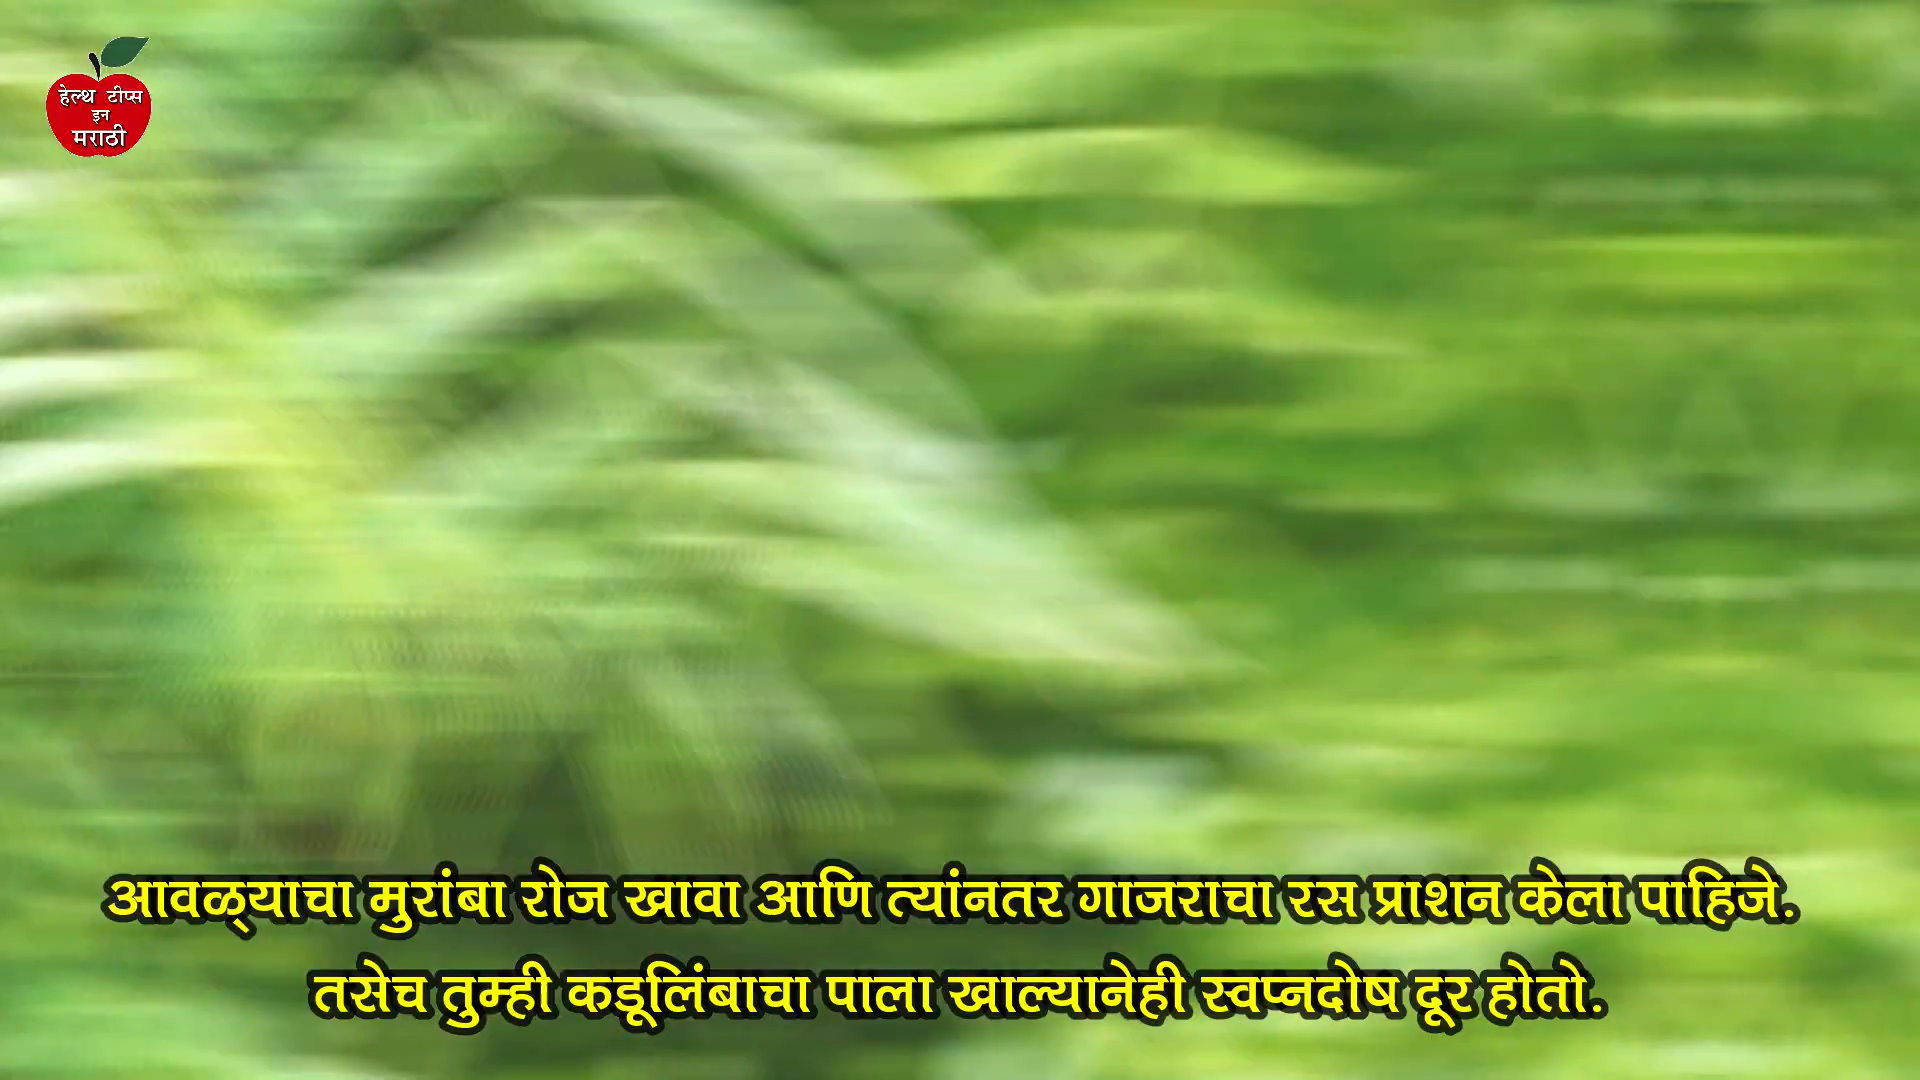 हेल्थ टीप्स
इन
मराठी
आवळ्याचा मुरांबा रोज खावा आणि त्यांनतर गाजराचा रस प्राशन केला पाहिजे.
तसेच तुम्ही कडूलिंबाचा पाला खाल्यानेही स्वप्नदोष दूर होतो.